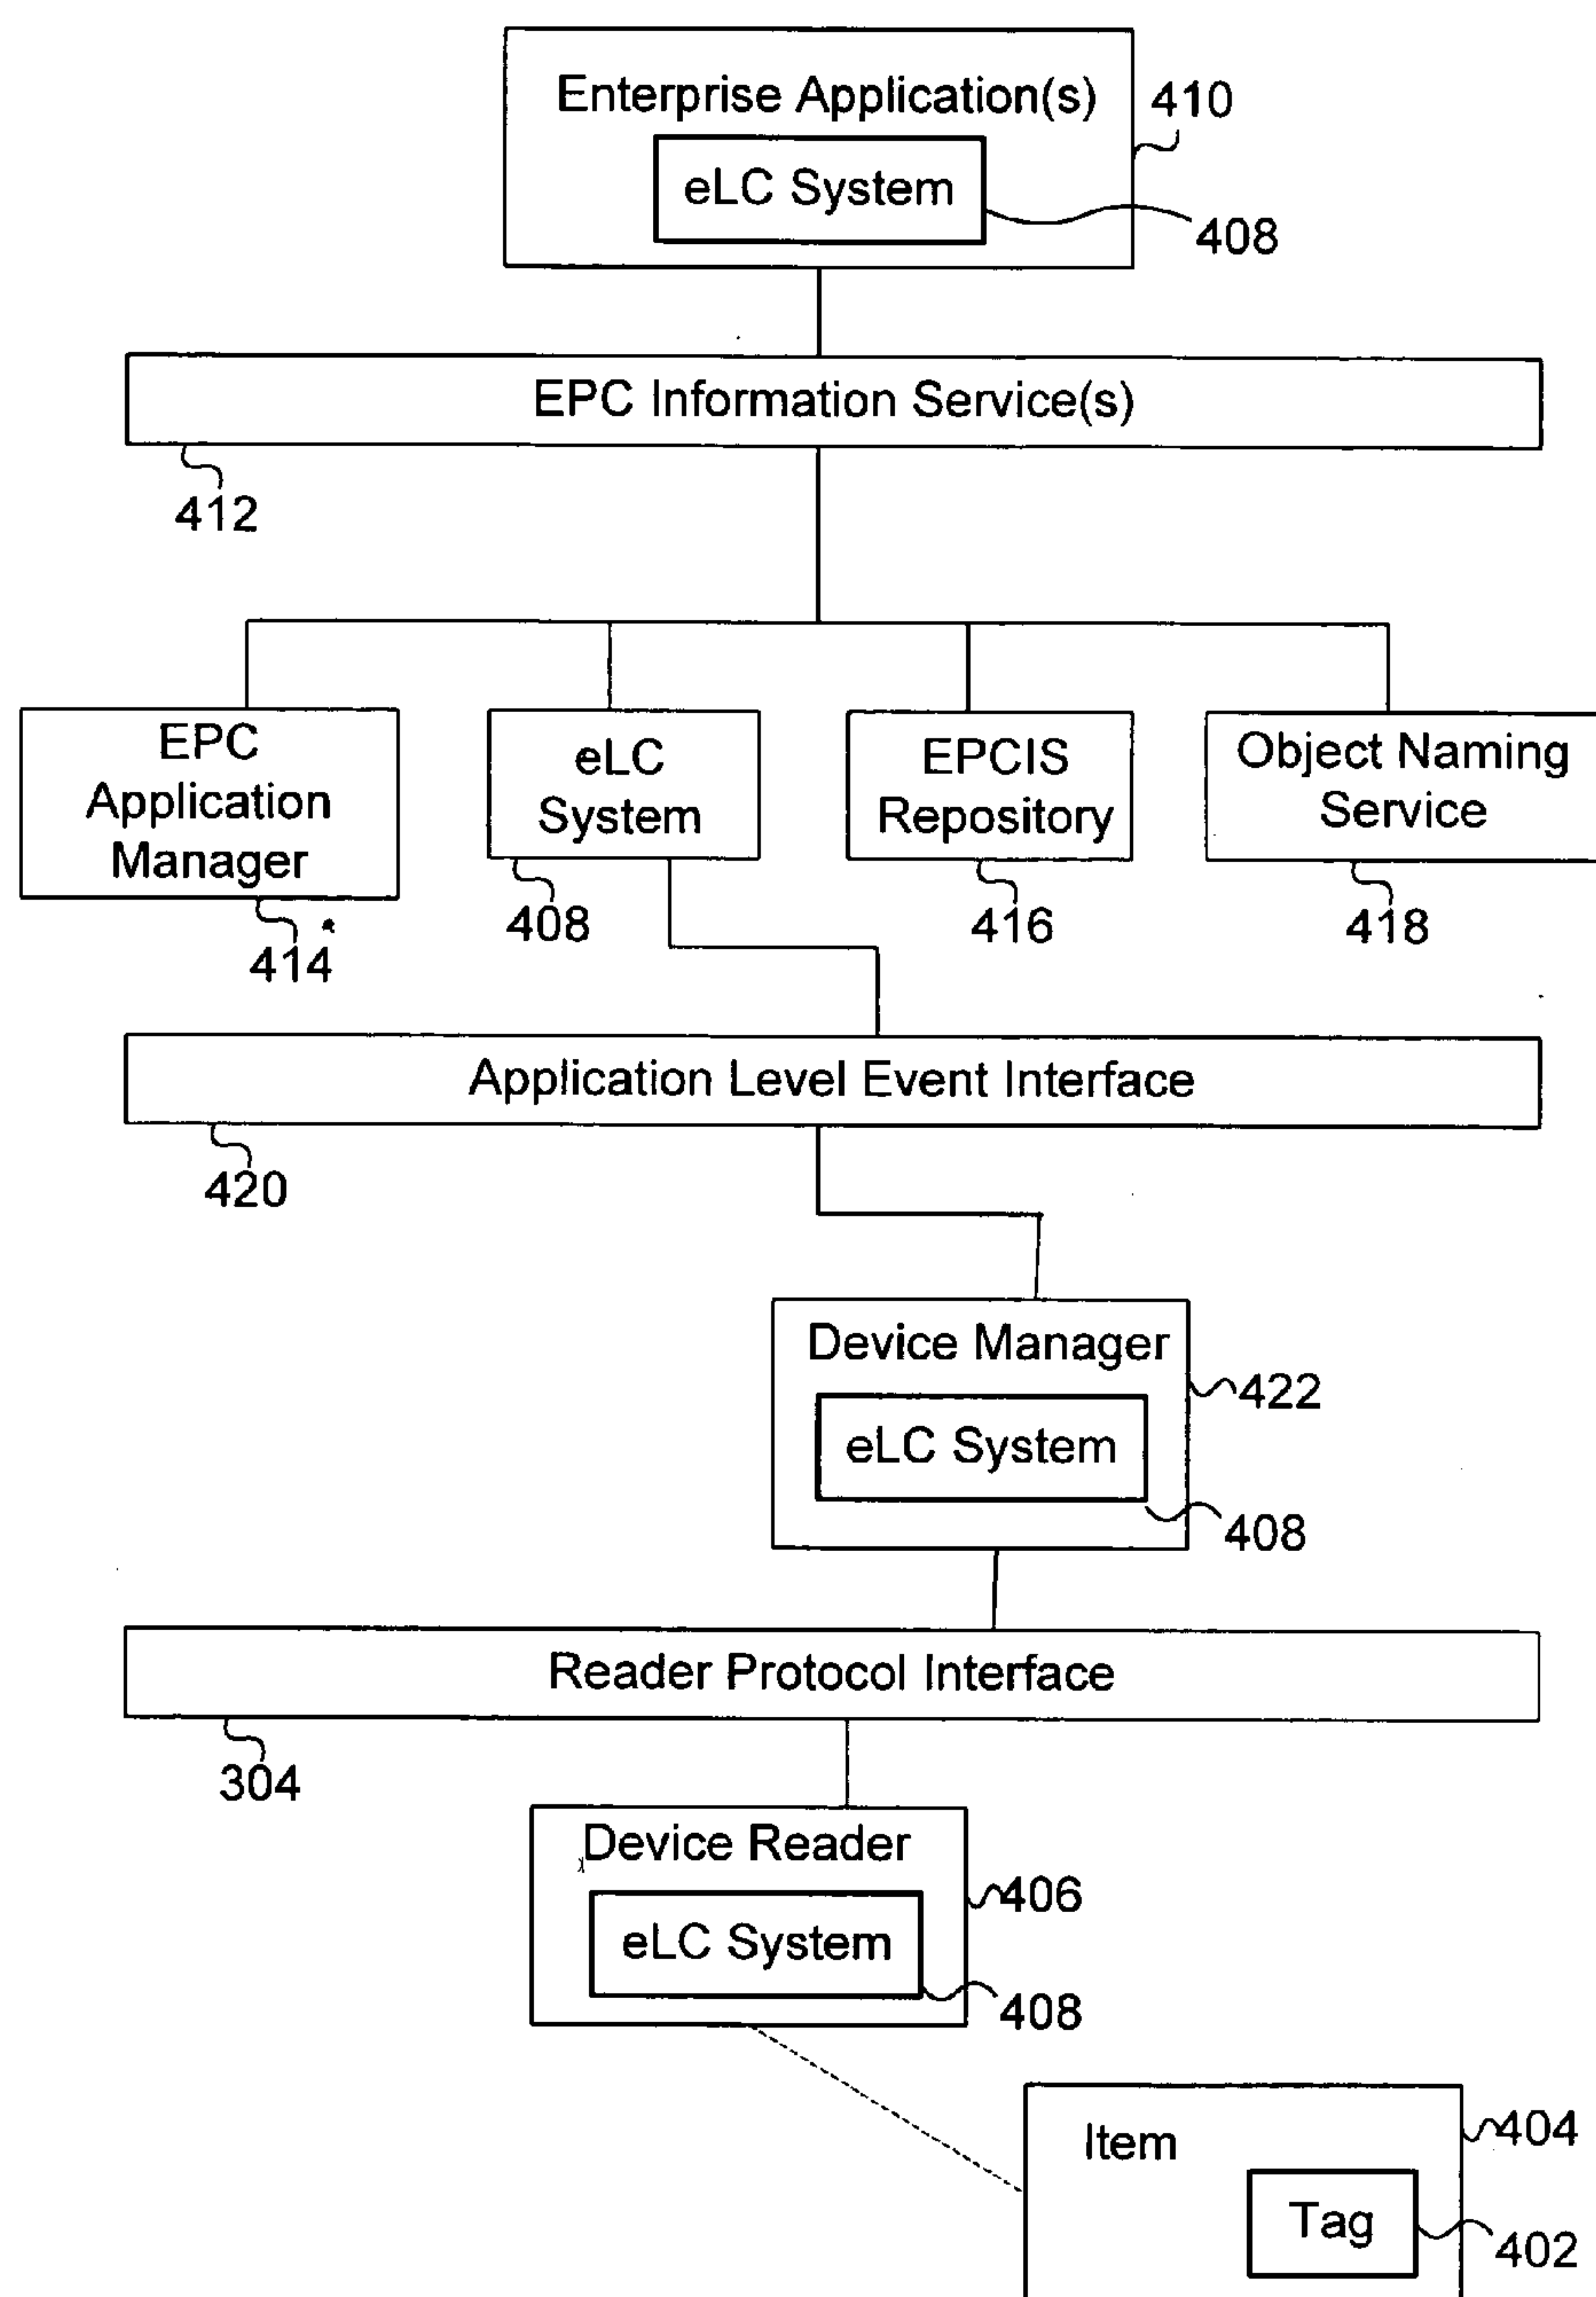 Enterprise Application(s)
410
eLC System
408
EPC Information Service(s)
412
EPC
Application
Manager
414
eLC
System
408
EPCIS
Repository
416
Object Naming
Service
418
Application Level Event Interface
420
Device Manager
422
eLC System
408
Reader Protocol Interface
304
Device Reader
406
eLC System
408
Item
404
Tag
402